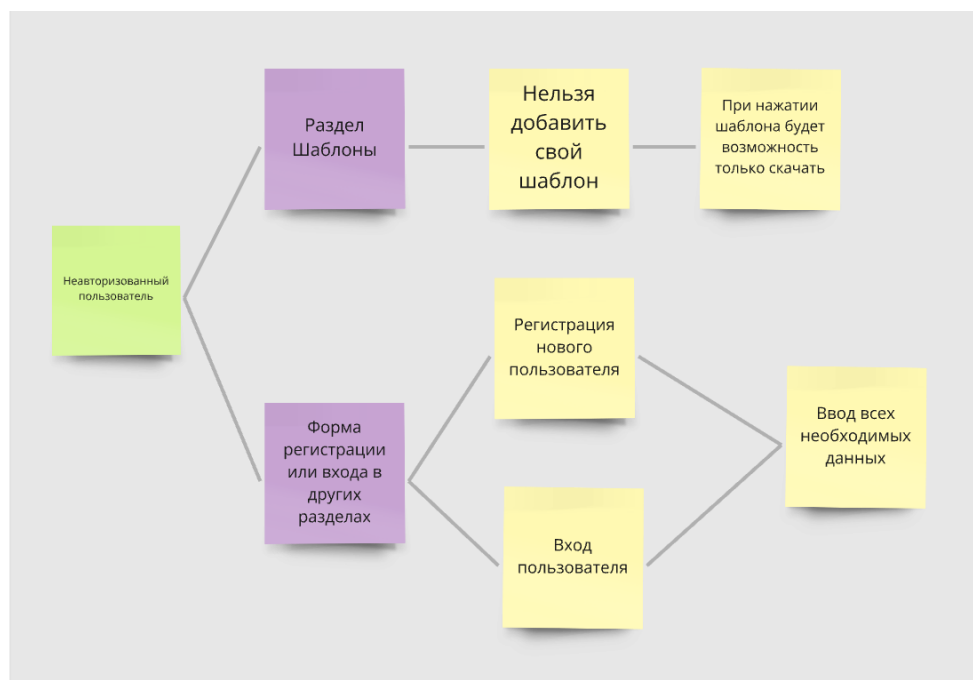 Неавторизованный
пользователь
Раздел
Шаблоны
Нельзя
добавить
свой
шаблон
При нажатии
шаблона будет
возможность
только скачать
Форма
регистрации
или входа в
других
разделах
Регистрация
нового
пользователя
Вход
пользователя
Ввод всех
необходимых
данных